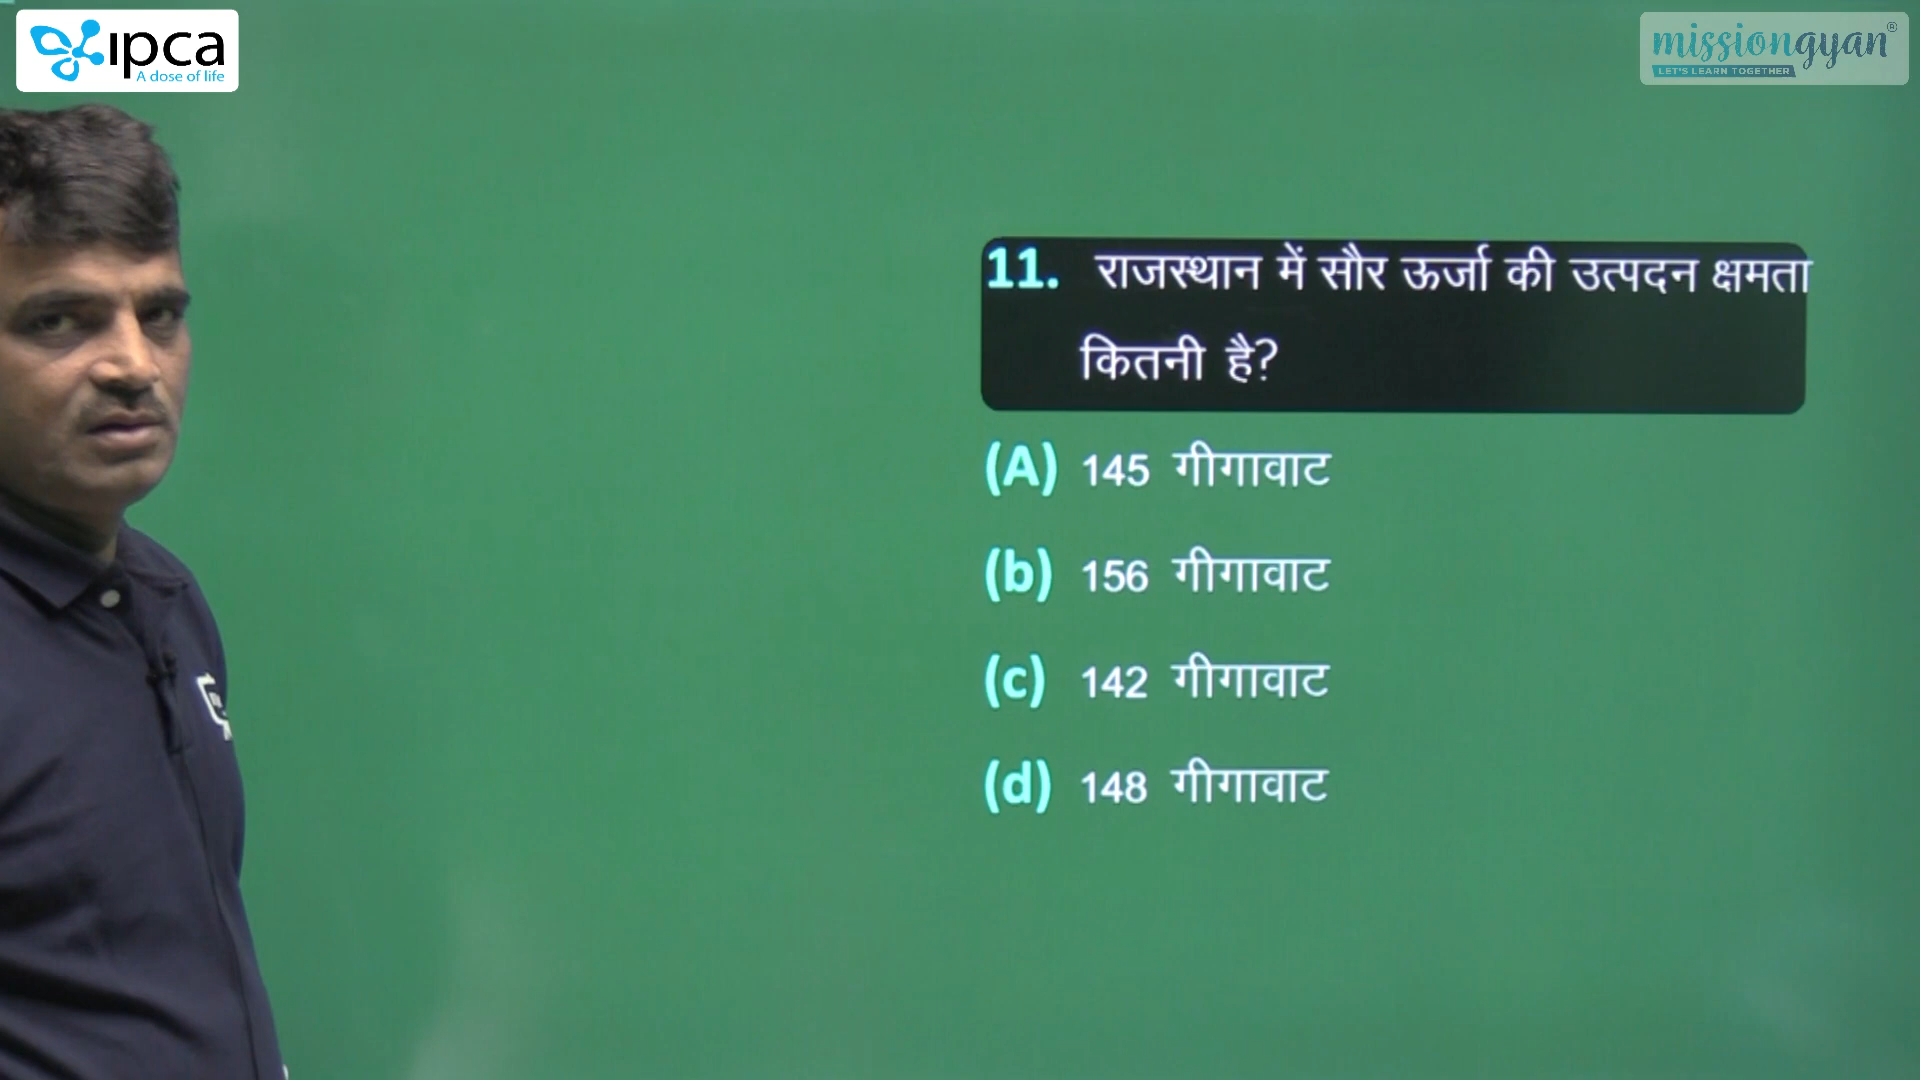 ipca
A dose of life
missiongyan®
LET'S LEARN TOGETHER
11. राजस्थान में सौर ऊर्जा की उत्पदन क्षमता
कितनी है?
(A) 145 गीगावाट
(b) 156 गीगावाट
(c) 142 गीगावाट
(d) 148 गीगावाट